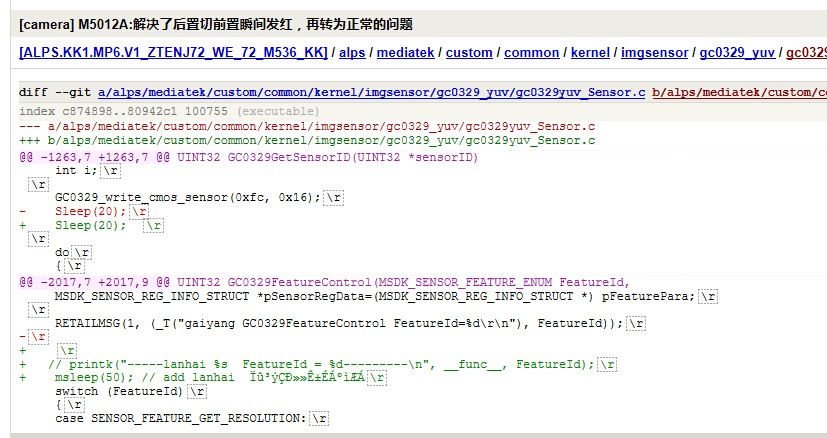 [camera] M5012A:解决了后置切前置瞬间发红，再转为正常的问题
[ALPS.KK1.MP6.V1_ZTENJ72_WE_72_M536_KK] / alps / mediatek / custom / common / kernel / imgsensor / gc0329_yuv / gc0329
diff --git a/alps/mediatek/custom/common/kernel/imgsensor/gc0329_yuv/gc0329yuv_Sensor.c b/alps/mediatek/custom/co
index c874898..80942c1 100755 (executable)
--- a/alps/mediatek/custom/common/kernel/imgsensor/gc0329_yuv/gc0329yuv_Sensor.c
+++ b/alps/mediatek/custom/common/kernel/imgsensor/gc0329_yuv/gc0329yuv_Sensor.c
@@ -1263,7 +1263,7 @@ UINT32 GC0329GetSensorID(UINT32 *sensorID)
int i;\r
\r
GC0329_write_cmos_sensor(0xfc, 0x16);\r
- Sleep(20);\r
+ Sleep(20); \r
\r
do\r
{\r
@@ -2017,7 +2017,9 @@ UINT32 GC0329FeatureControl(MSDK_SENSOR_FEATURE_ENUM FeatureId,
MSDK_SENSOR_REG_INFO_STRUCT *pSensorRegData=(MSDK_SENSOR_REG_INFO_STRUCT *) pFeaturePara;\r
\r
RETAILMSG(1, (_T("gaiyang GC0329FeatureControl FeatureId=%d\r\n"), FeatureId));\r
-\r
+ \r
+ // printk("-----lanhai %s FeatureId = %d---------\n", __func__, FeatureId);\r
+ msleep(50); // add lanhai \r
switch (FeatureId)\r
{\r
case SENSOR_FEATURE_GET_RESOLUTION:\r